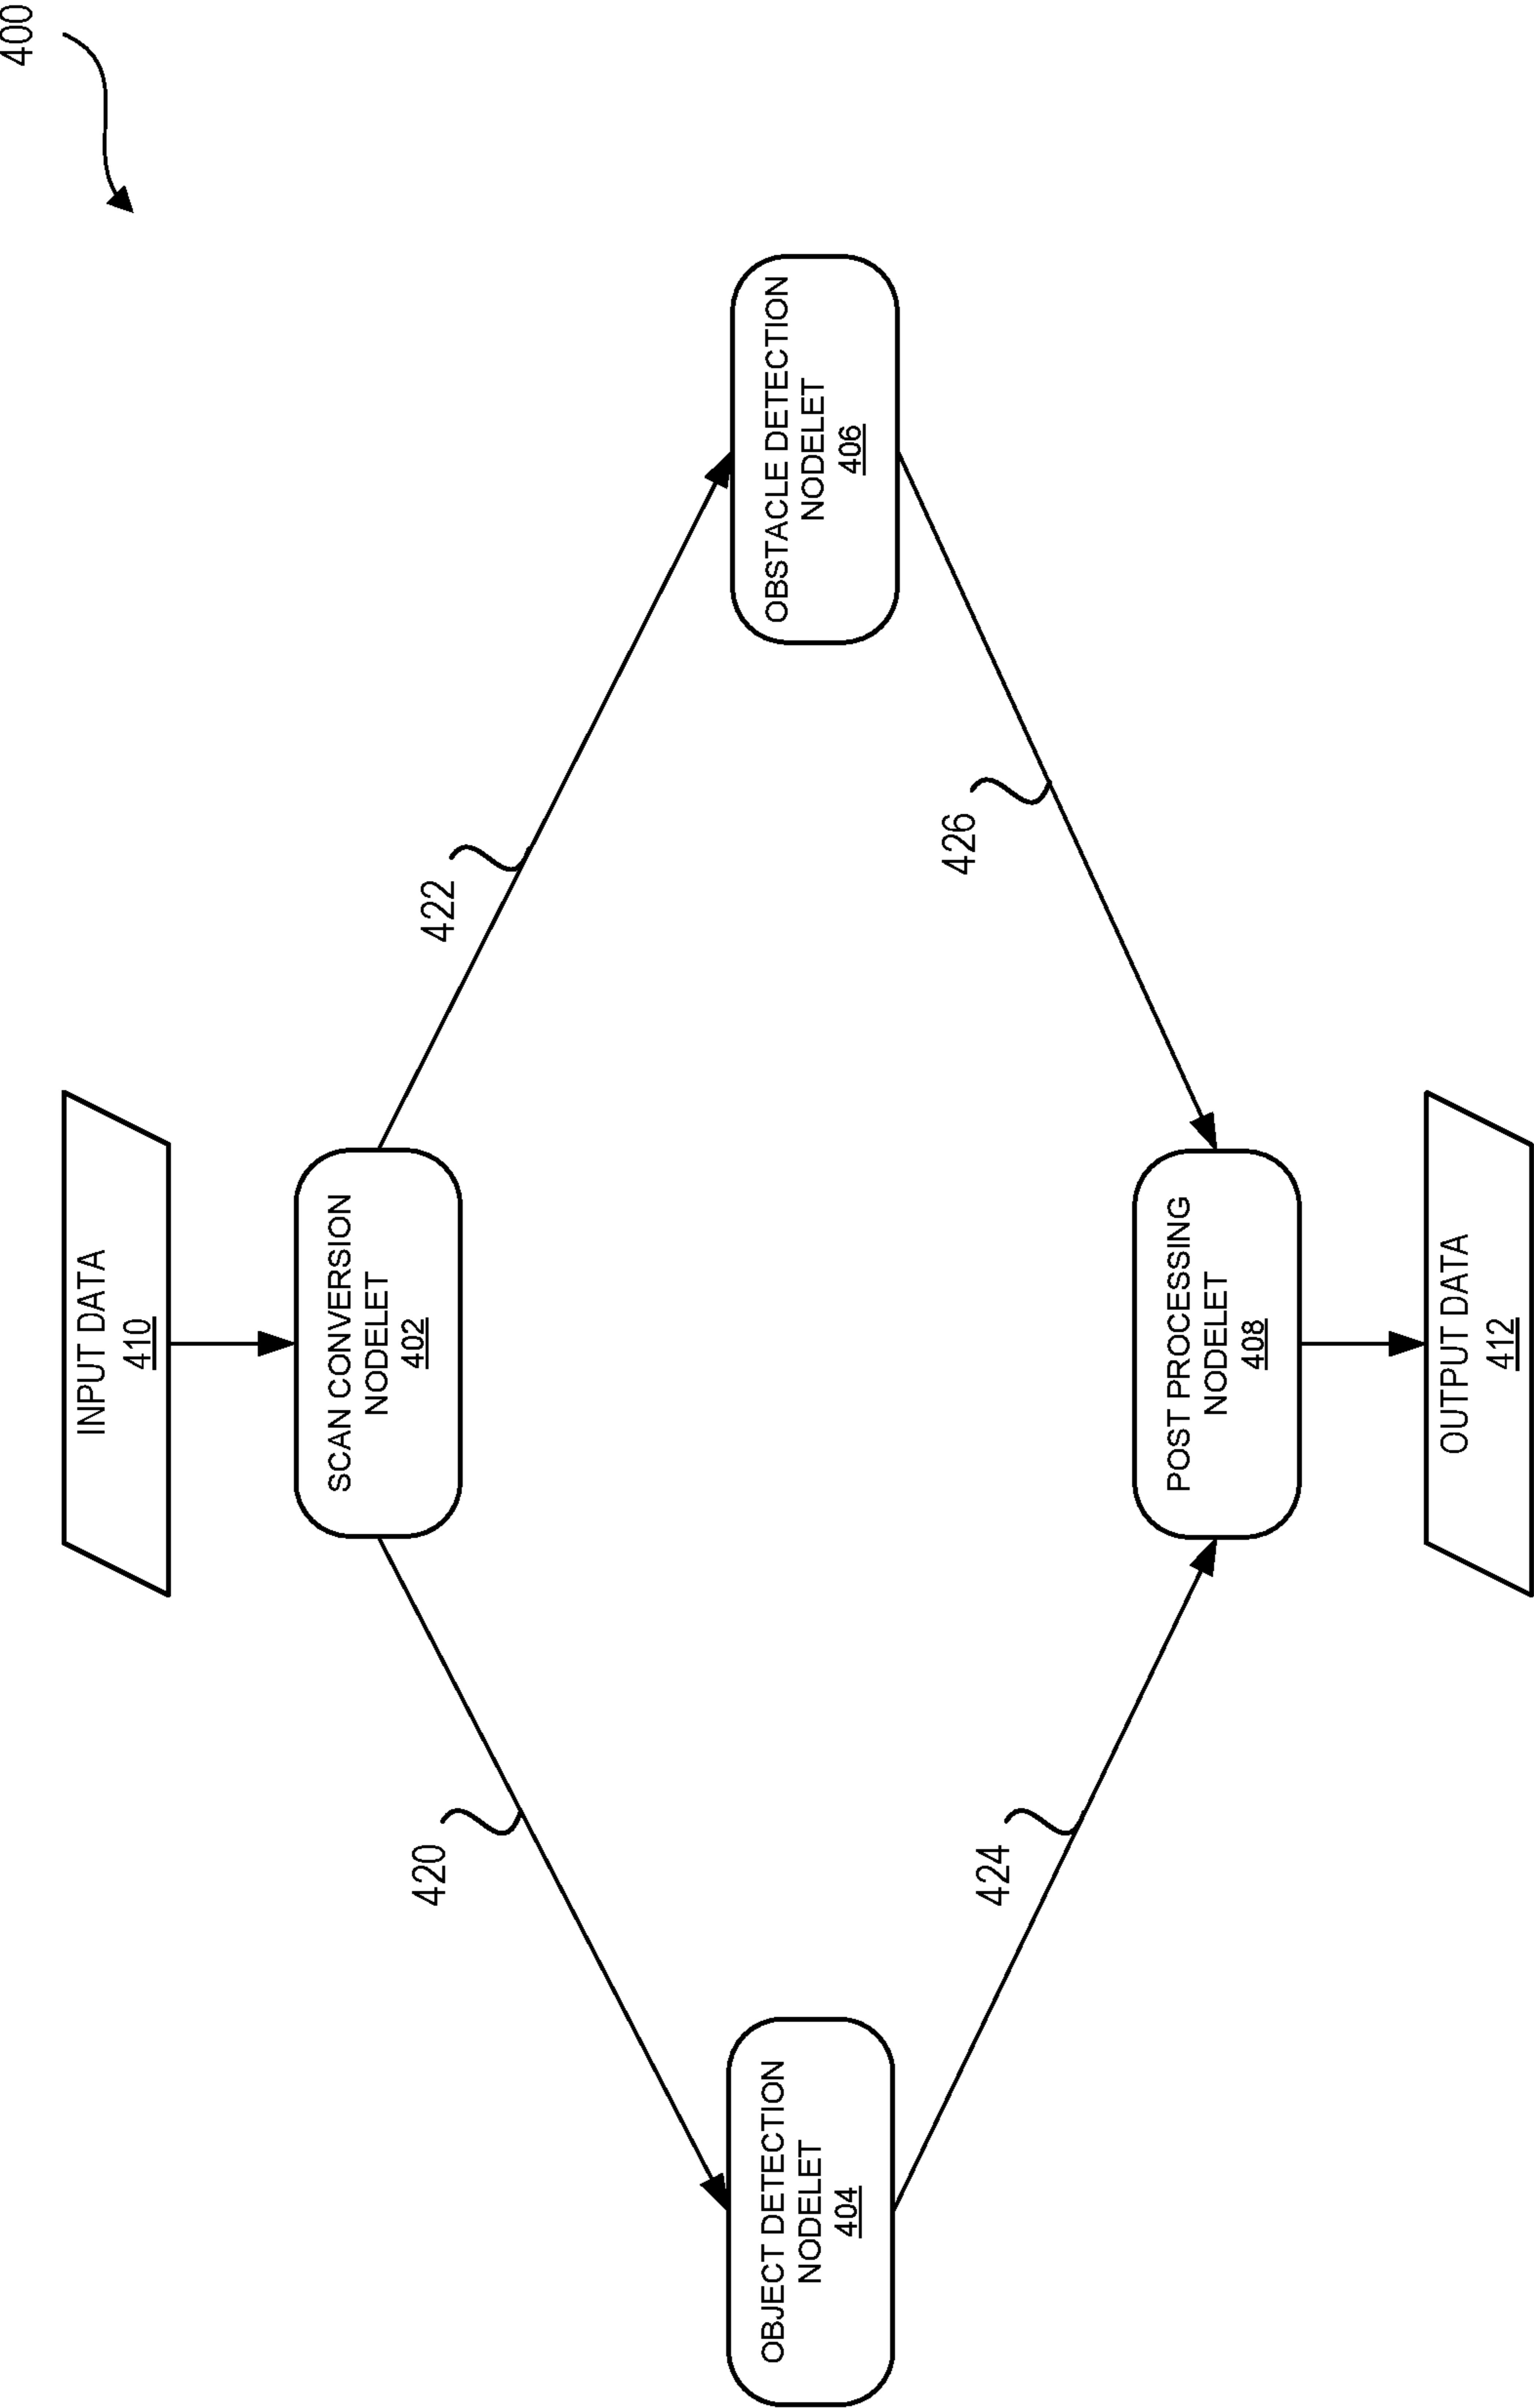 400
INPUT DATA
410
SCAN CONVERSION
NODELET
402
420
422
OBJECT DETECTION
NODELET
404
OBSTACLE DETECTION
NODELET
406
424
426
POST PROCESSING
NODELET
408
OUTPUT DATA
412